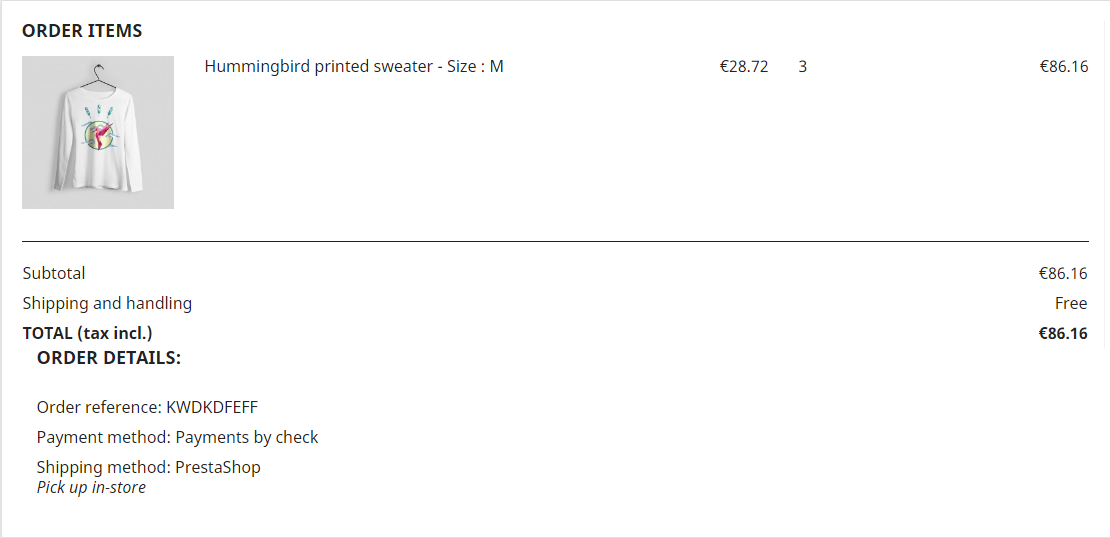 ORDER ITEMS
Hummingbird printed sweater - Size : M €28.72 3 €86.16
Subtotal €86.16
Shipping and handling Free
TOTAL (tax incl.) €86.16
ORDER DETAILS:
Order reference: KWDKDFEFF
Payment method: Payments by check
Shipping method: PrestaShop
Pick up in-store